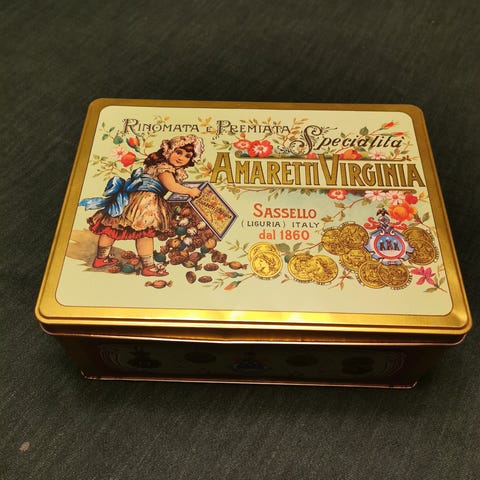 RINOMATA E PREMIATA Specialità
AMARETTI VIRGINIA
SASSELLO
(LIGURIA) ITALY
dal 1860